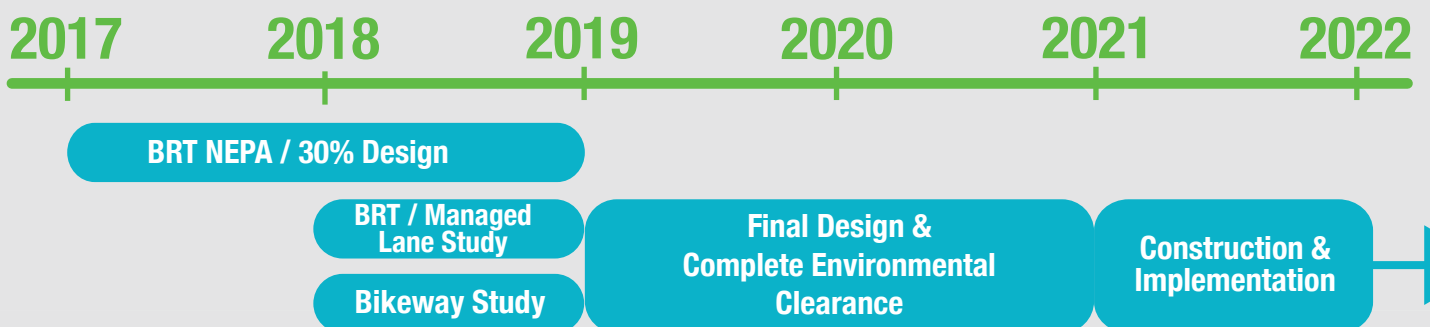 2017 2018 2019 2020 2021 2022
BRT NEPA / 30% Design
BRT / Managed
Lane Study
Bikeway Study
Final Design &
Complete Environmental
Clearance
Construction &
Implementation